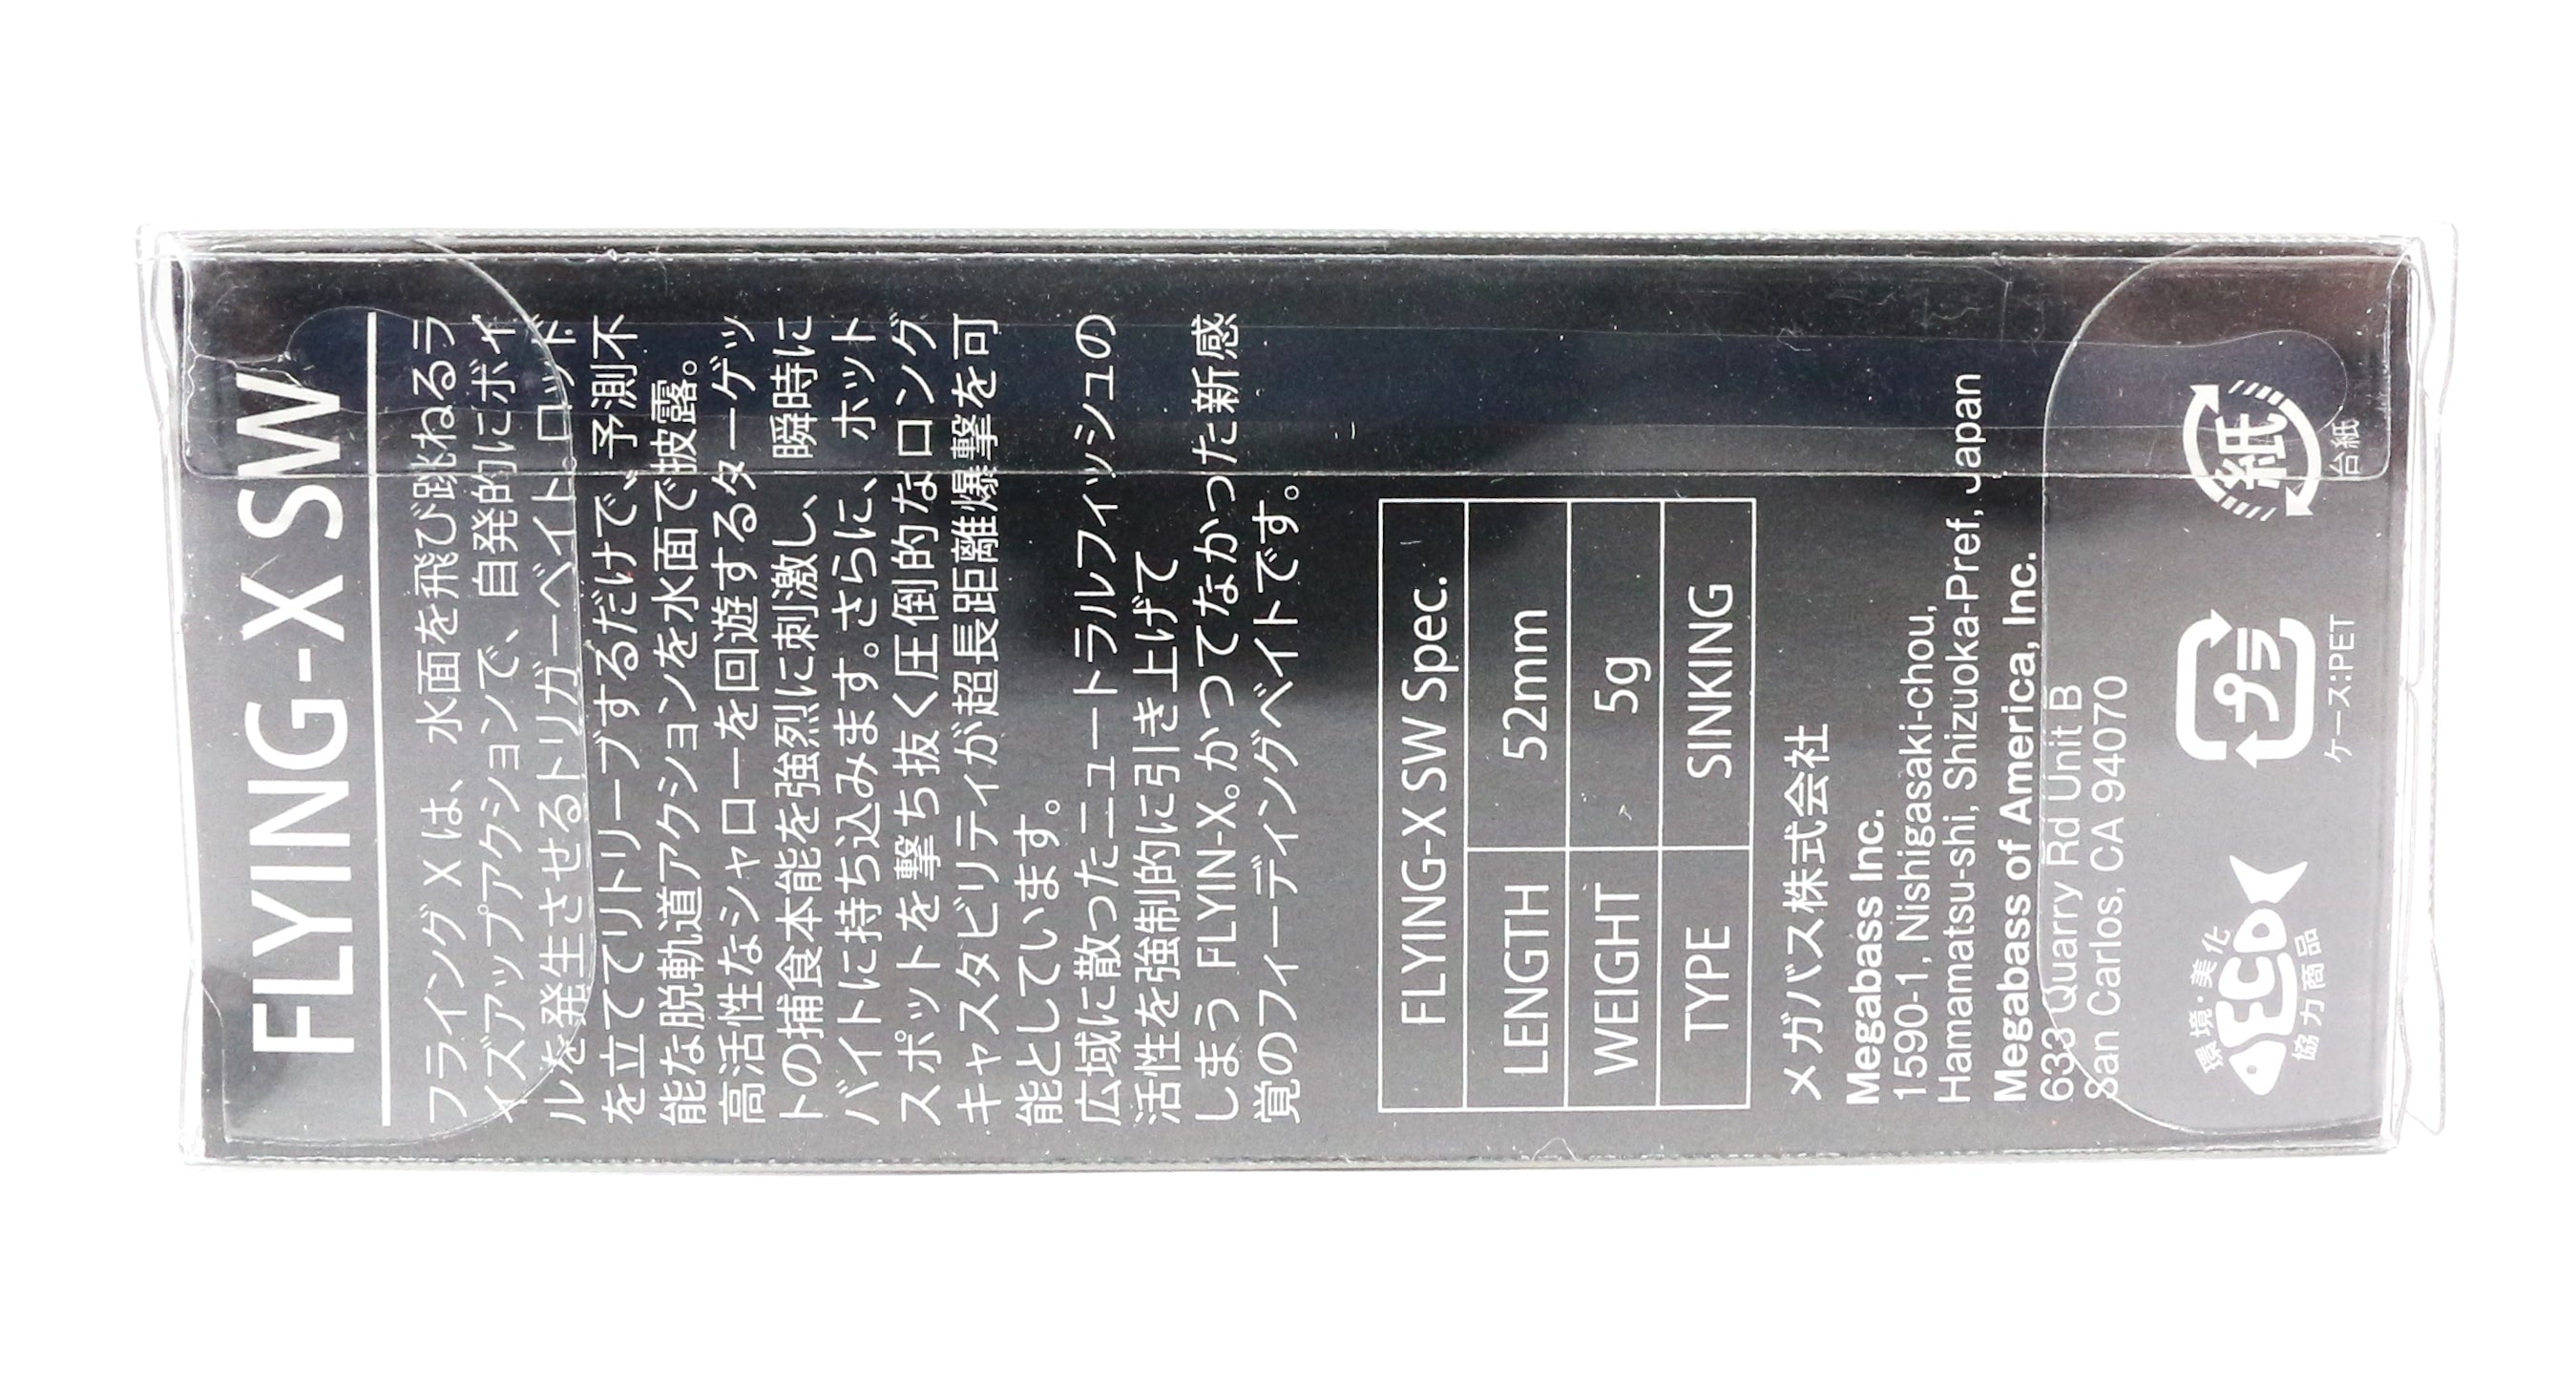 FLYING-X SW
フライング X は、水面を飛び跳ねるラ
イズアップアクションで、自発的にボイ
ルを発生させるトリガーベイト。ロッド
を立ててリトリーブするだけで、予測不
能な脱軌道アクションを水面で披露。
高活性なシャローを回遊するターゲッ
トの捕食本能を強烈に刺激し、瞬時に
バイトに持ち込みます。さらに、ホット
スポットを撃ち抜く圧倒的なロング
キャスタビリティが超長距離爆撃を可
能としています。
広域に散ったニュートラルフィッシュの
活性を強制的に引き上げて
しまう FLYIN-X。かつてなかった新感
覚のフィーディングベイトです。
FLYING-X SW Spec.
LENGTH 52mm
WEIGHT 5g
TYPE SINKING
メガバス株式会社
Megabass Inc.
1590-1, Nishigasaki-chou,
Hamamatsu-shi, Shizuoka-Pref, Japan
Megabass of America, Inc.
633 Quarry Rd Unit B
San Carlos, CA 94070
環境・美化
ECO
協力商品
プラ
ケース:PET
紙
台紙